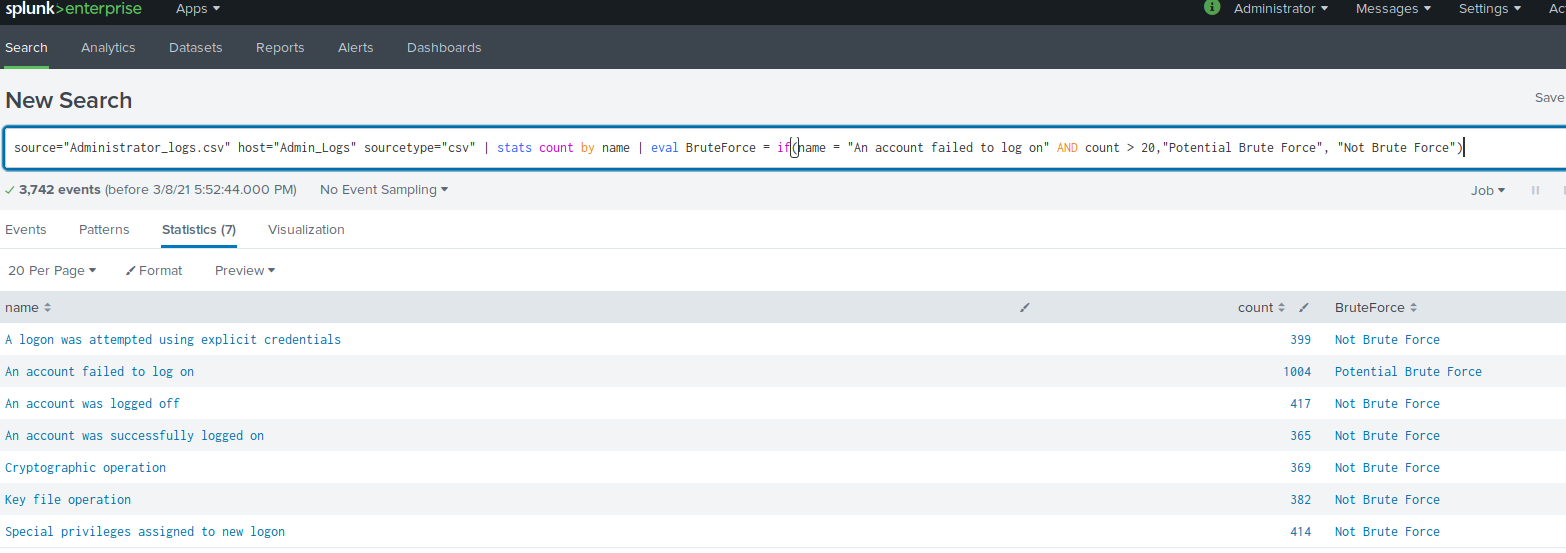 splunk>enterprise Apps Administrator Messages Settings
Search Analytics Datasets Reports Alerts Dashboards
New Search
Save
source="Administrator_logs.csv" host="Admin_Logs" sourcetype="csv" | stats count by name | eval BruteForce = if(name = "An account failed to log on" AND count > 20,"Potential Brute Force", "Not Brute Force")
3,742 events (before 3/8/21 5:52:44.000 PM) No Event Sampling Job
Events Patterns Statistics (7) Visualization
20 Per Page Format Preview
name count BruteForce
A logon was attempted using explicit credentials 399 Not Brute Force
An account failed to log on 1004 Potential Brute Force
An account was logged off 417 Not Brute Force
An account was successfully logged on 365 Not Brute Force
Cryptographic operation 369 Not Brute Force
Key file operation 382 Not Brute Force
Special privileges assigned to new logon 414 Not Brute Force